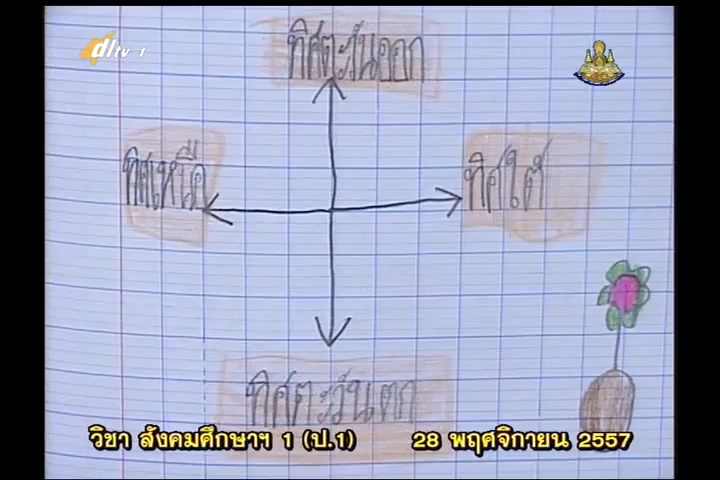 dltv 1
ทิศตะวันออก
ทิศเหนือ
ทิศใต้
ทิศตะวันตก
วิชา สังคมศึกษาฯ 1 (ป.1) 28 พฤศจิกายน 2557